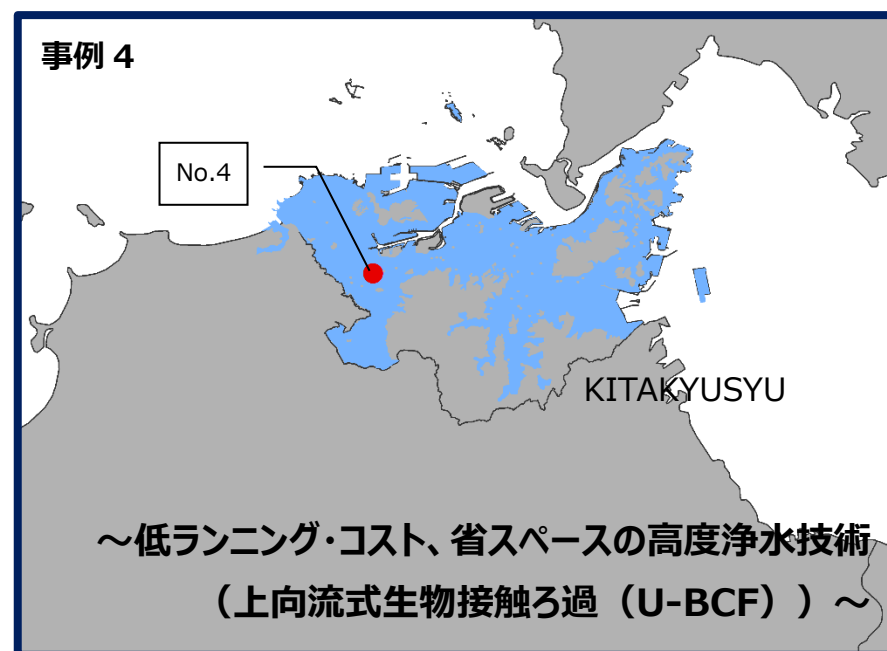 事例 4
No.4
KITAKYUSYU
～低ランニング・コスト、省スペースの高度浄水技術
（上向流式生物接触ろ過（U-BCF））～